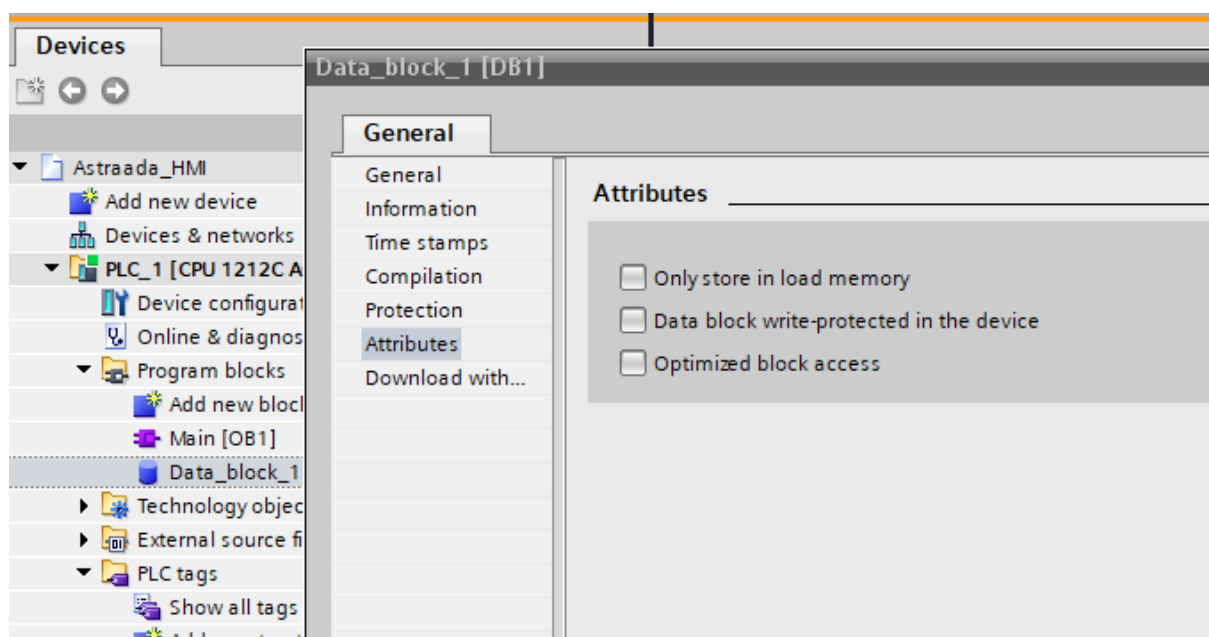 Devices
Data_block_1 [DB1]
General
Astraada_HMI
Add new device
Devices & networks
PLC_1 [CPU 1212C A
Device configurat
Online & diagnos
Program blocks
Add new block
Main [OB1]
Data_block_1
Technology objec
External source fi
PLC tags
Show all tags
General
Information
Time stamps
Compilation
Protection
Attributes
Download with...
Attributes
Only store in load memory
Data block write-protected in the device
Optimized block access